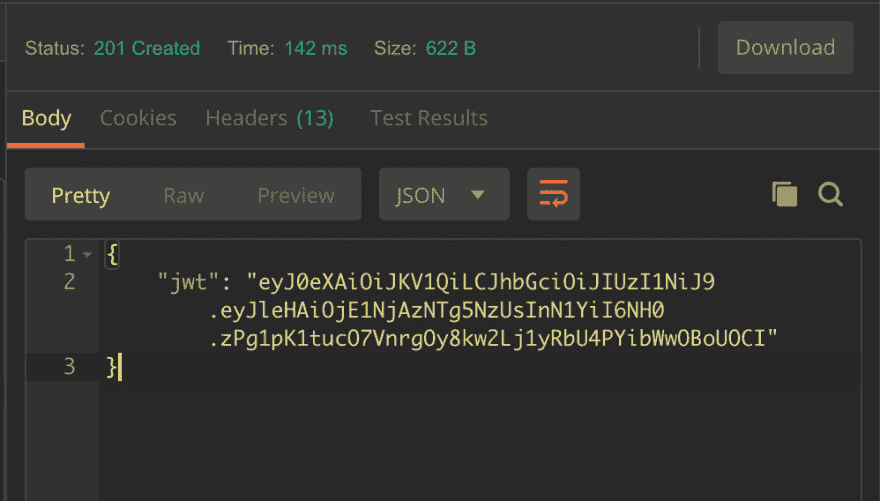 Status: 201 Created Time: 142 ms Size: 622 B Download
Body Cookies Headers (13) Test Results
Pretty Raw Preview JSON
1 {
2 "jwt": "eyJ0eXAiOiJKV1QiLCJhbGciOiJIUzI1NiJ9
.eyJleHAiOjE1NjAzNTg5NzUsInN1YiI6NH0
.zPg1pK1tucO7VnrgOy8kw2Lj1yRbU4PYibWwOBoUOCI"
3 }